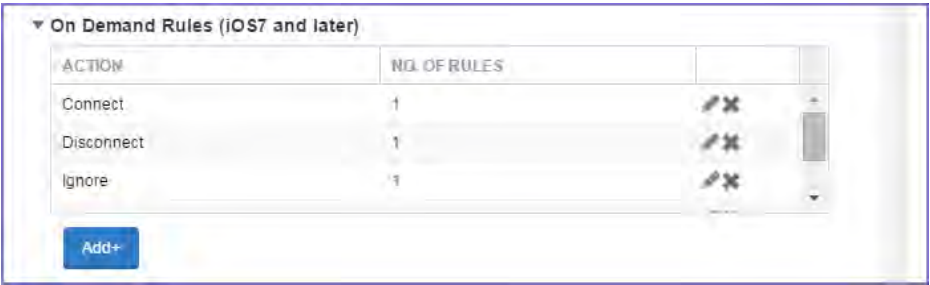 On Demand Rules (iOS7 and later)
ACTION NO. OF RULES
Connect 1
Disconnect 1
Ignore 1
Add+